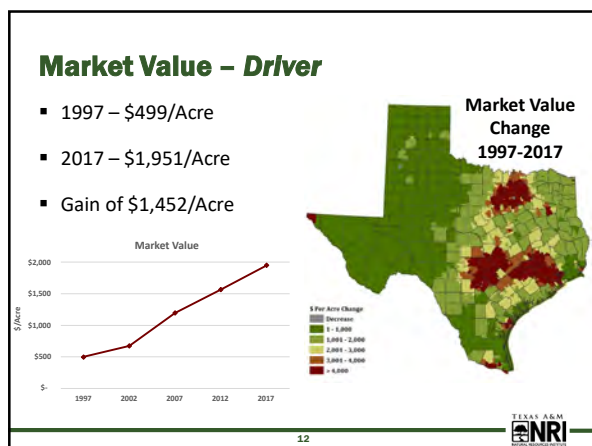 Market Value – Driver
▪ 1997 – $499/Acre
▪ 2017 – $1,951/Acre
▪ Gain of $1,452/Acre
Market Value
Change
1997-2017
Market Value
$2,000
$1,500
$1,000
$500
$-
$/Acre
1997 2002 2007 2012 2017
$ Per Acre Change
Decrease
1 - 1,000
1,001 - 2,000
2,001 - 3,000
3,001 - 4,000
> 4,000
12
TEXAS A&M
NRI
NATURAL RESOURCES INSTITUTE